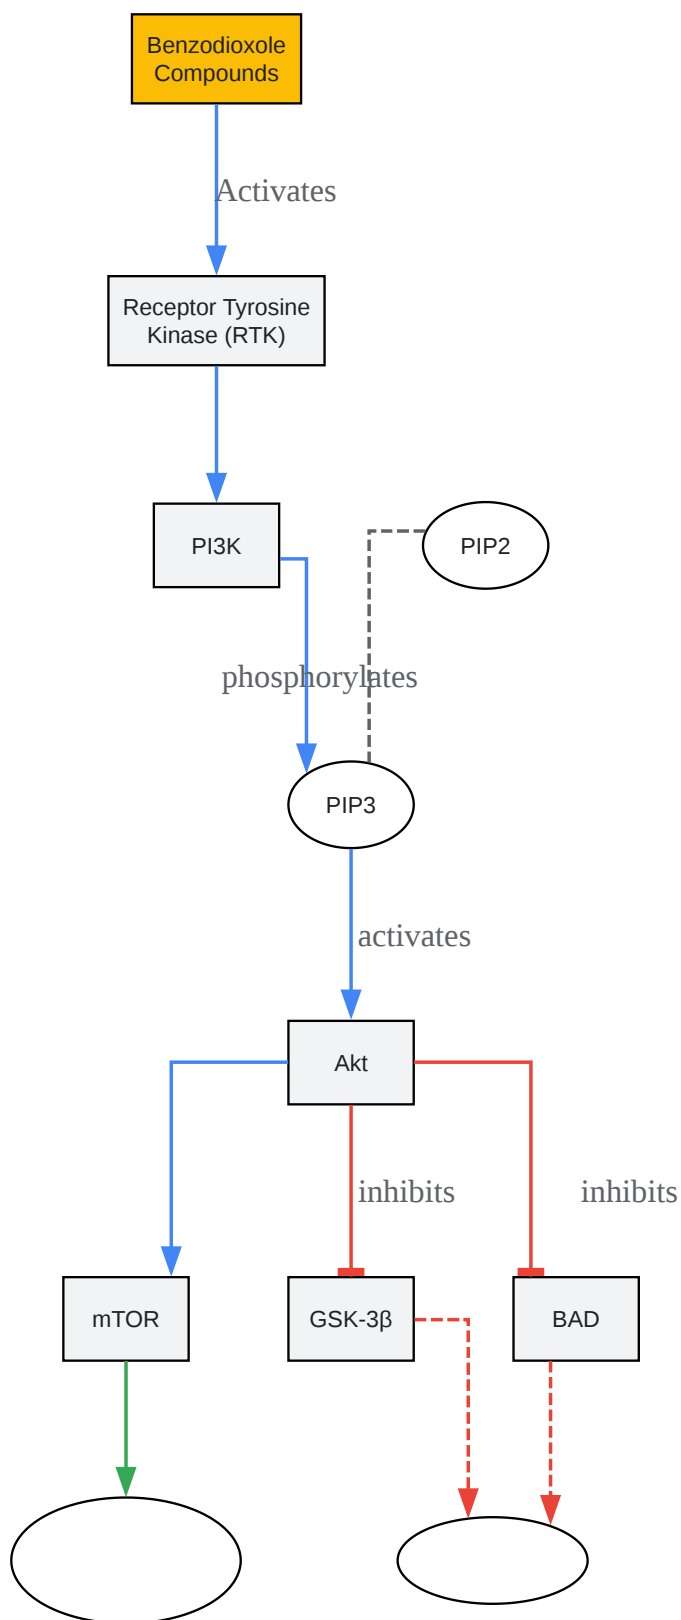 Benzodioxole
Compounds
Activates
Receptor Tyrosine
Kinase (RTK)
PI3K
PIP2
phosphorylates
PIP3
activates
Akt
inhibits
inhibits
mTOR
GSK-3β
BAD